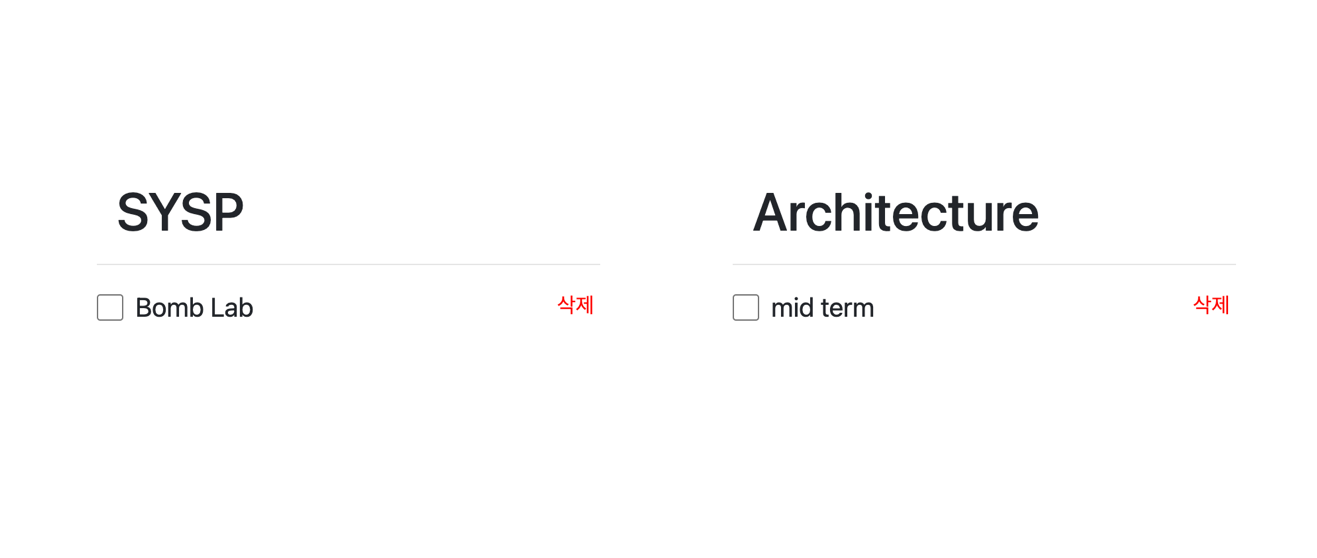 SYSP
Bomb Lab 삭제
Architecture
mid term 삭제